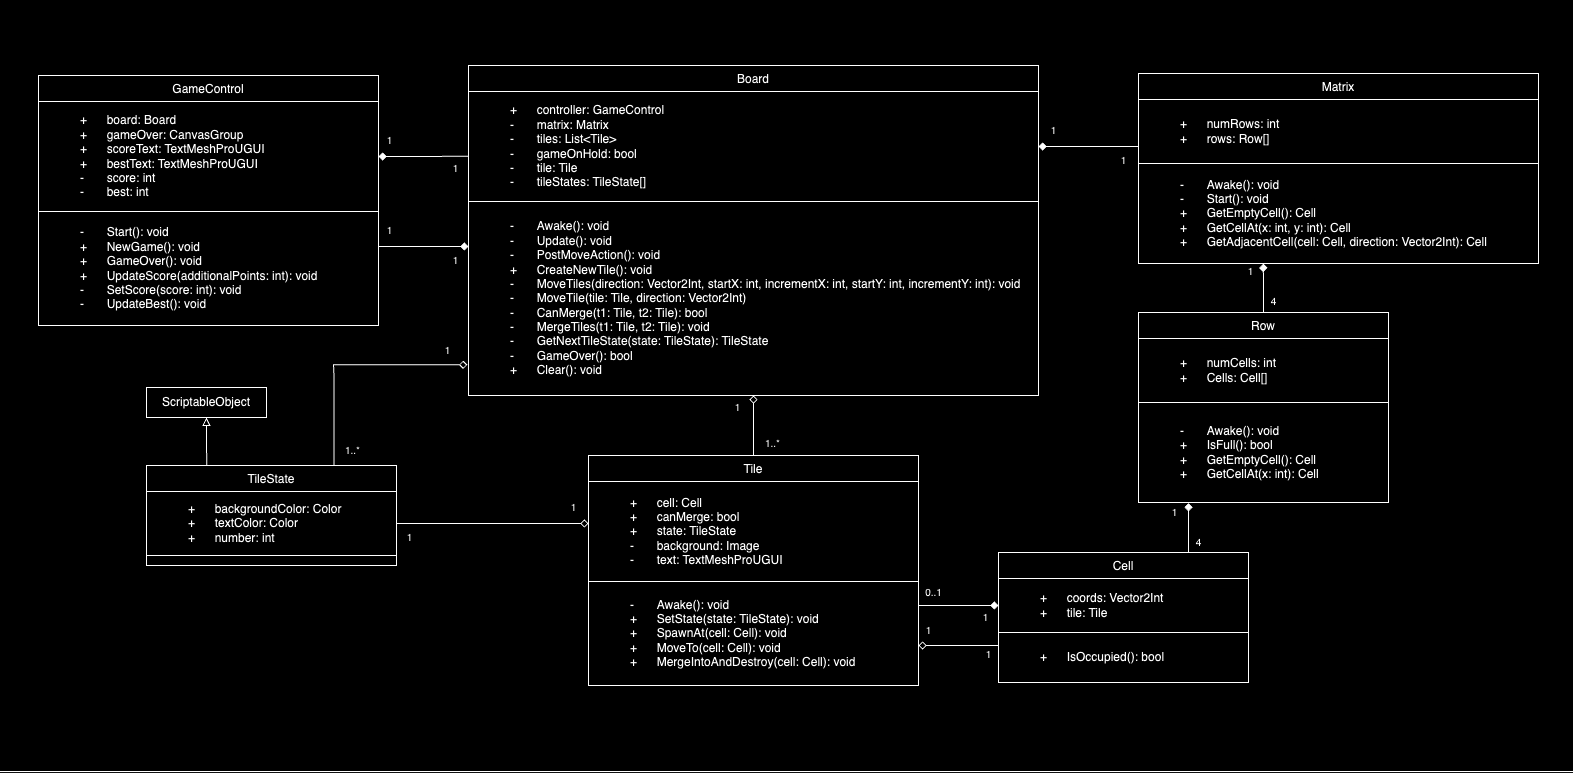 GameControl
+ board: Board
+ gameOver: CanvasGroup
+ scoreText: TextMeshProUGUI
+ bestText: TextMeshProUGUI
- score: int
- best: int
- Start(): void
+ NewGame(): void
+ GameOver(): void
+ UpdateScore(additionalPoints: int): void
- SetScore(score: int): void
- UpdateBest(): void
1
1
1
1
Board
+ controller: GameControl
- matrix: Matrix
- tiles: List<Tile>
- gameOnHold: bool
- tile: Tile
- tileStates: TileState[]
- Awake(): void
- Update(): void
- PostMoveAction(): void
+ CreateNewTile(): void
- MoveTiles(direction: Vector2Int, startX: int, incrementX: int, startY: int, incrementY: int): void
- MoveTile(tile: Tile, direction: Vector2Int)
- CanMerge(t1: Tile, t2: Tile): bool
- MergeTiles(t1: Tile, t2: Tile): void
- GetNextTileState(state: TileState): TileState
- GameOver(): bool
+ Clear(): void
1
1
Matrix
+ numRows: int
+ rows: Row[]
- Awake(): void
- Start(): void
+ GetEmptyCell(): Cell
+ GetCellAt(x: int, y: int): Cell
+ GetAdjacentCell(cell: Cell, direction: Vector2Int): Cell
1
4
Row
+ numCells: int
+ Cells: Cell[]
- Awake(): void
+ IsFull(): bool
+ GetEmptyCell(): Cell
+ GetCellAt(x: int): Cell
1
4
1
1..*
ScriptableObject
TileState
+ backgroundColor: Color
+ textColor: Color
+ number: int
1
1
1
1..*
Tile
+ cell: Cell
+ canMerge: bool
+ state: TileState
- background: Image
- text: TextMeshProUGUI
- Awake(): void
+ SetState(state: TileState): void
+ SpawnAt(cell: Cell): void
+ MoveTo(cell: Cell): void
+ MergeIntoAndDestroy(cell: Cell): void
0..1
1
1
1
Cell
+ coords: Vector2Int
+ tile: Tile
+ IsOccupied(): bool